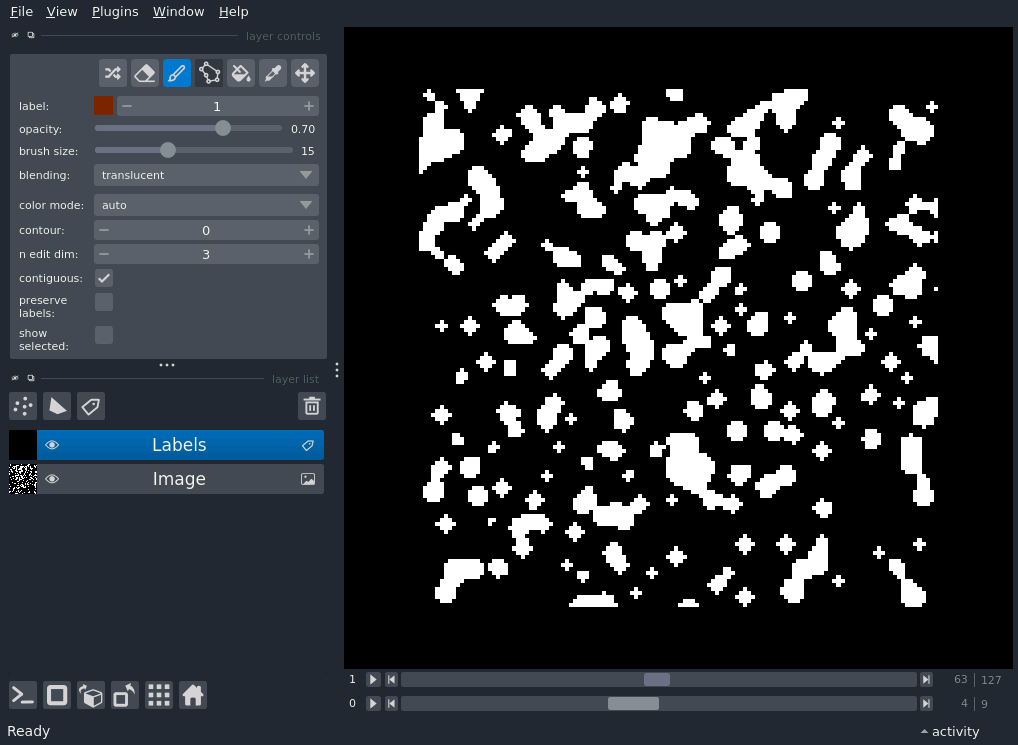 File View Plugins Window Help
layer controls
label: 1
opacity: 0.70
brush size: 15
blending: translucent
color mode: auto
contour: 0
n edit dim: 3
contiguous:
preserve
labels:
show
selected:
layer list
Labels
Image
1 63 127
0 4 9
Ready activity